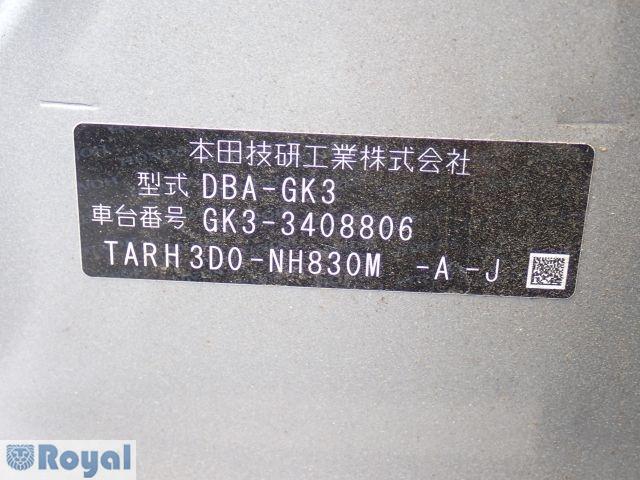 本田技研工業株式会社
型式 DBA-GK3
車台番号 GK3-3408806
TARH3D0-NH830M -A-J
Royal